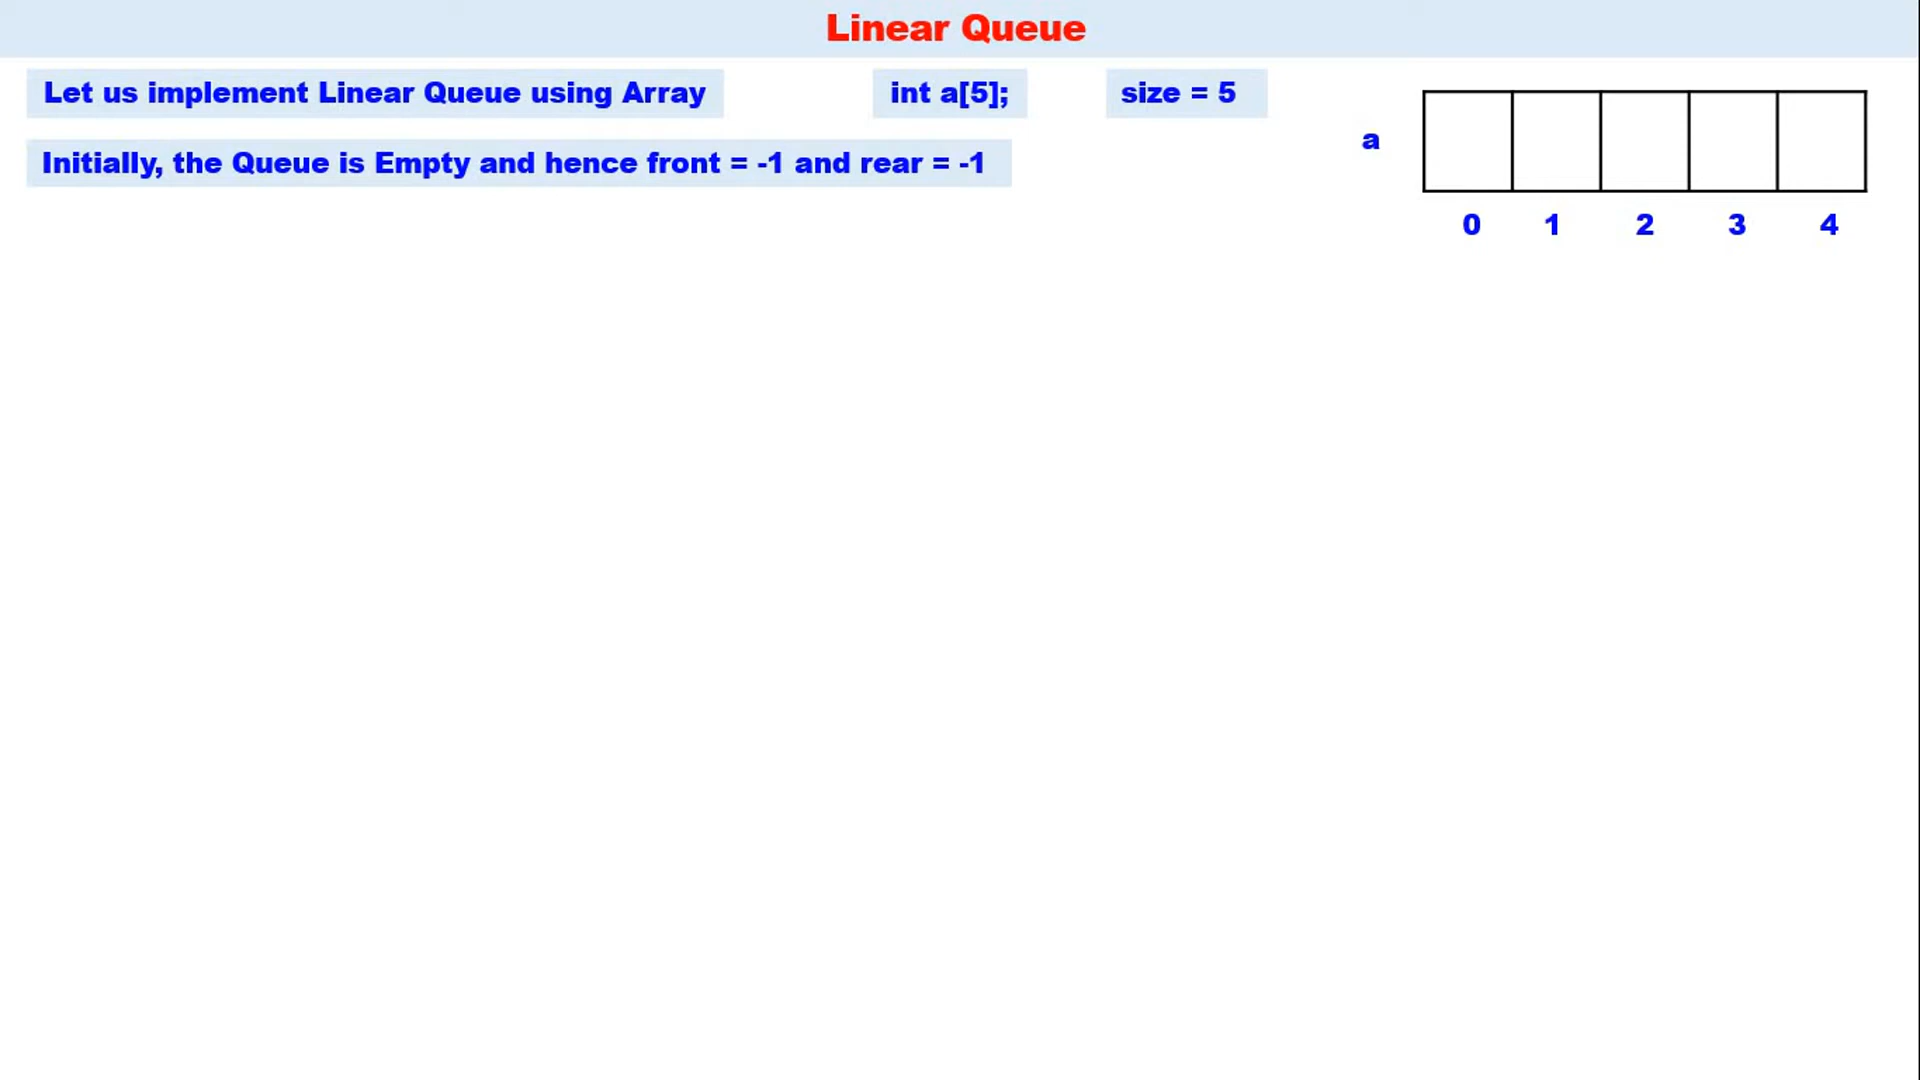 Linear Queue
Let us implement Linear Queue using Array
int a[5];
size = 5
Initially, the Queue is Empty and hence front = -1 and rear = -1
a
0 1 2 3 4